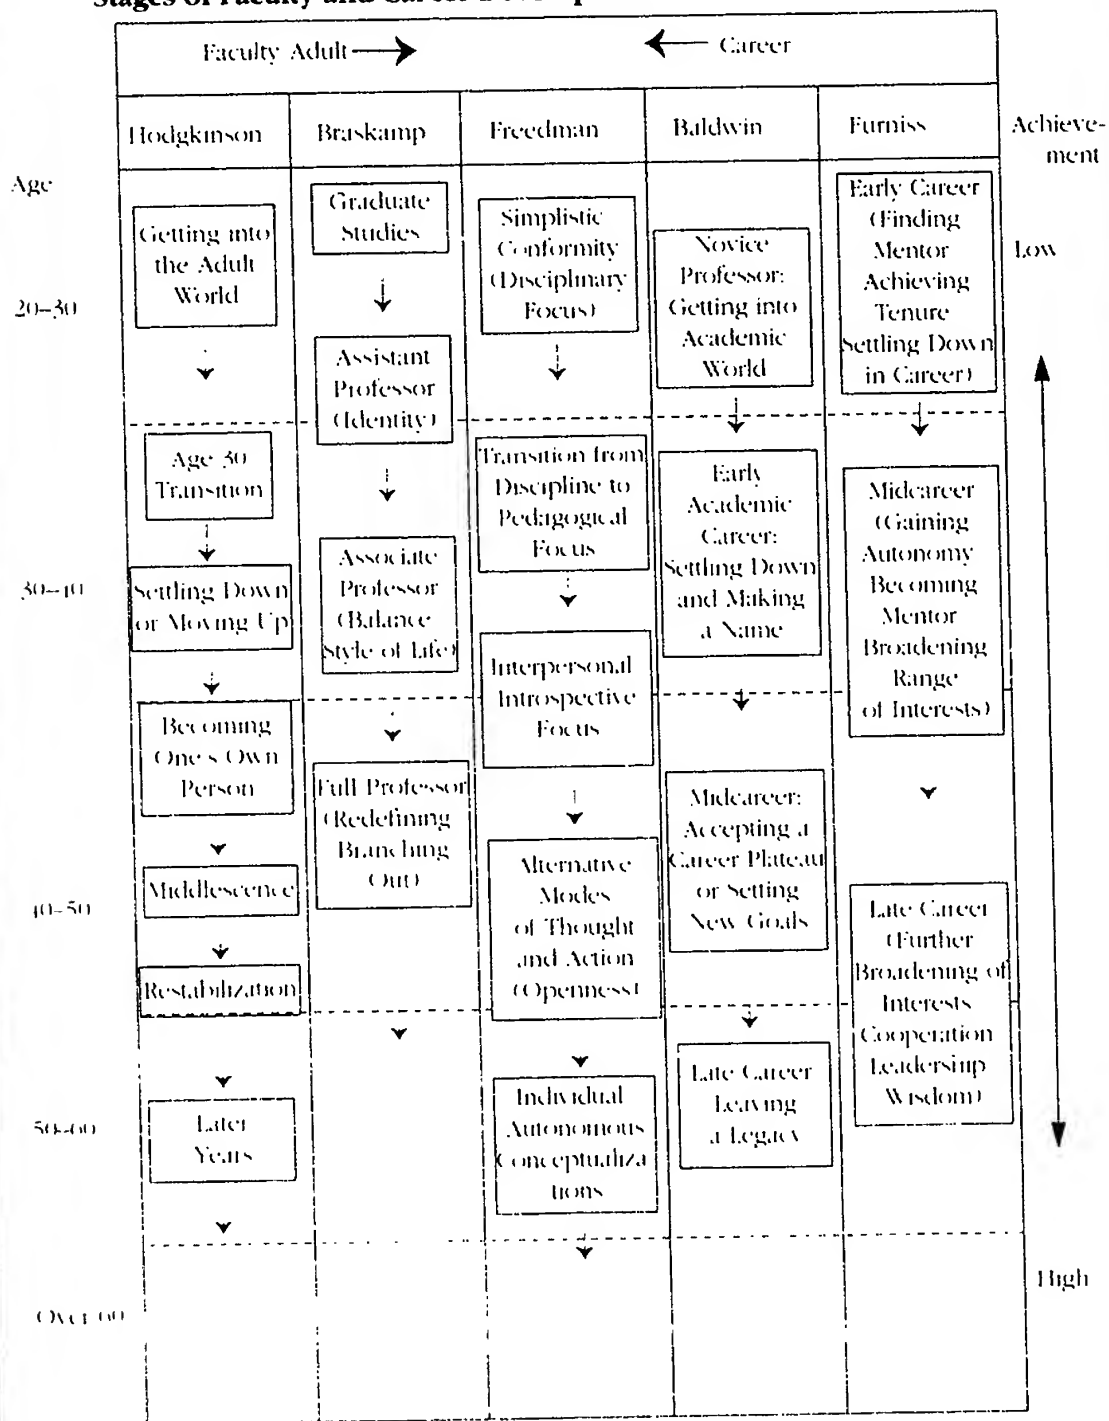 Stages of Faculty and Career
Faculty Adult
Career
Hodgkinson
Braskamp
Freedman
Baldwin
Furniss
Achieve-
ment
Age
Low
20–30
30–40
40–50
50–60
Over 60
High
Getting into
the Adult
World
Age 30
Transition
Settling Down
or Moving Up
Becoming
One's Own
Person
Middlescence
Restabilization
Later
Years
Graduate
Studies
Assistant
Professor
(Identity)
Associate
Professor
(Balance
Style of Life)
Full Professor
(Redefining
Branching
Out)
Simplistic
Conformity
(Disciplinary
Focus)
Transition from
Discipline to
Pedagogical
Focus
Interpersonal
Introspective
Focus
Alternative
Modes
of Thought
and Action
(Openness)
Individual
Autonomous
Conceptualiza
tions
Novice
Professor:
Getting into
Academic
World
Early
Academic
Career:
Settling Down
and Making
a Name
Midcareer:
Accepting a
Career Plateau
or Setting
New Goals
Late Career
Leaving
a Legacy
Early Career
(Finding
Mentor
Achieving
Tenure
Settling Down
in Career)
Midcareer
(Gaining
Autonomy
Becoming
Mentor
Broadening
Range
of Interests)
Late Career
(Further
Broadening of
Interests
Cooperation
Leadership
Wisdom)